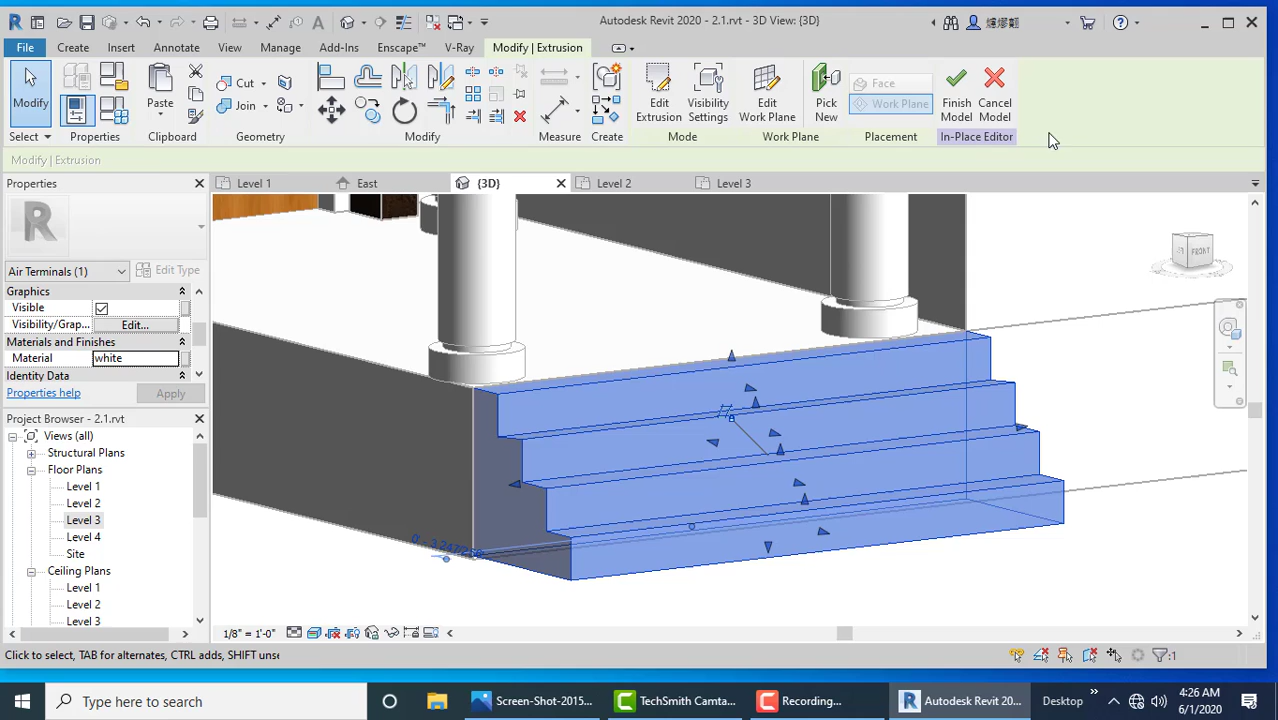 Autodesk Revit 2020 - 2.1.rvt - 3D View: {3D}
File Create Insert Annotate View Manage Add-Ins Enscape™ V-Ray Modify | Extrusion
Modify
Paste
Cut
Join
Edit Extrusion
Visibility Settings
Edit Work Plane
Pick New
Face
Work Plane
Finish Model
Cancel Model
Select Properties Clipboard Geometry Modify Measure Create Mode Work Plane Placement In-Place Editor
Modify | Extrusion
Properties
Level 1 East {3D} Level 2 Level 3
R
Air Terminals (1) Edit Type
Graphics
Visible
Visibility/Grap... Edit...
Materials and Finishes
Material white
Identity Data
Properties help Apply
Project Browser - 2.1.rvt
Views (all)
Structural Plans
Floor Plans
Level 1
Level 2
Level 3
Level 4
Site
Ceiling Plans
Level 1
Level 2
Level 3
FRONT
1/8" = 1'-0"
Click to select, TAB for alternates, CTRL adds, SHIFT unse
:1
Type here to search
Screen-Shot-2015...
TechSmith Camta...
Recording...
Autodesk Revit 20...
Desktop
4:26 AM
6/1/2020